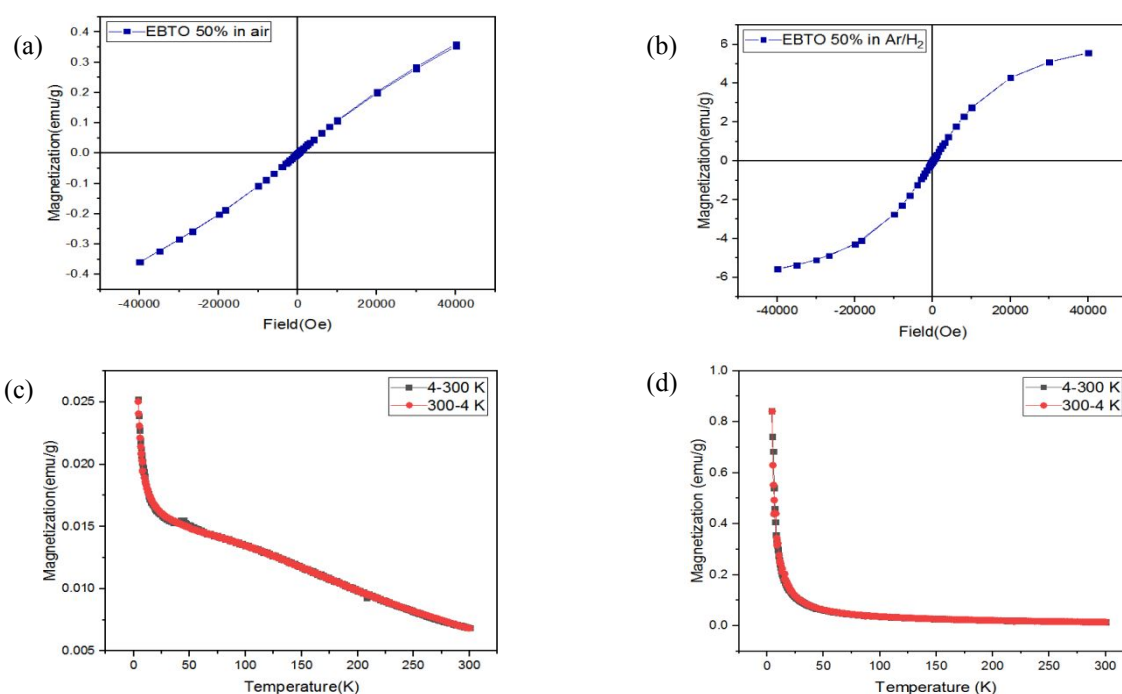 (a)
EBTO 50% in air
Magnetization(emu/g)
0.4
0.3
0.2
0.1
0.0
0.1
0.2
0.3
0.4
-40000
-20000
0
20000
40000
Field(Oe)
(b)
EBTO 50% in Ar/H₂
Magnetization(emu/g)
6
4
2
0
-2
-4
-6
-40000
-20000
0
20000
40000
Field(Oe)
(c)
4-300 K
300-4 K
Magnetization(emu/g)
0.025
0.020
0.015
0.010
0.005
0
50
100
150
200
250
300
Temperature(K)
(d)
4-300 K
300-4 K
Magnetization (emu/g)
1.0
0.8
0.6
0.4
0.2
0.0
0
50
100
150
200
250
300
Temperature (K)